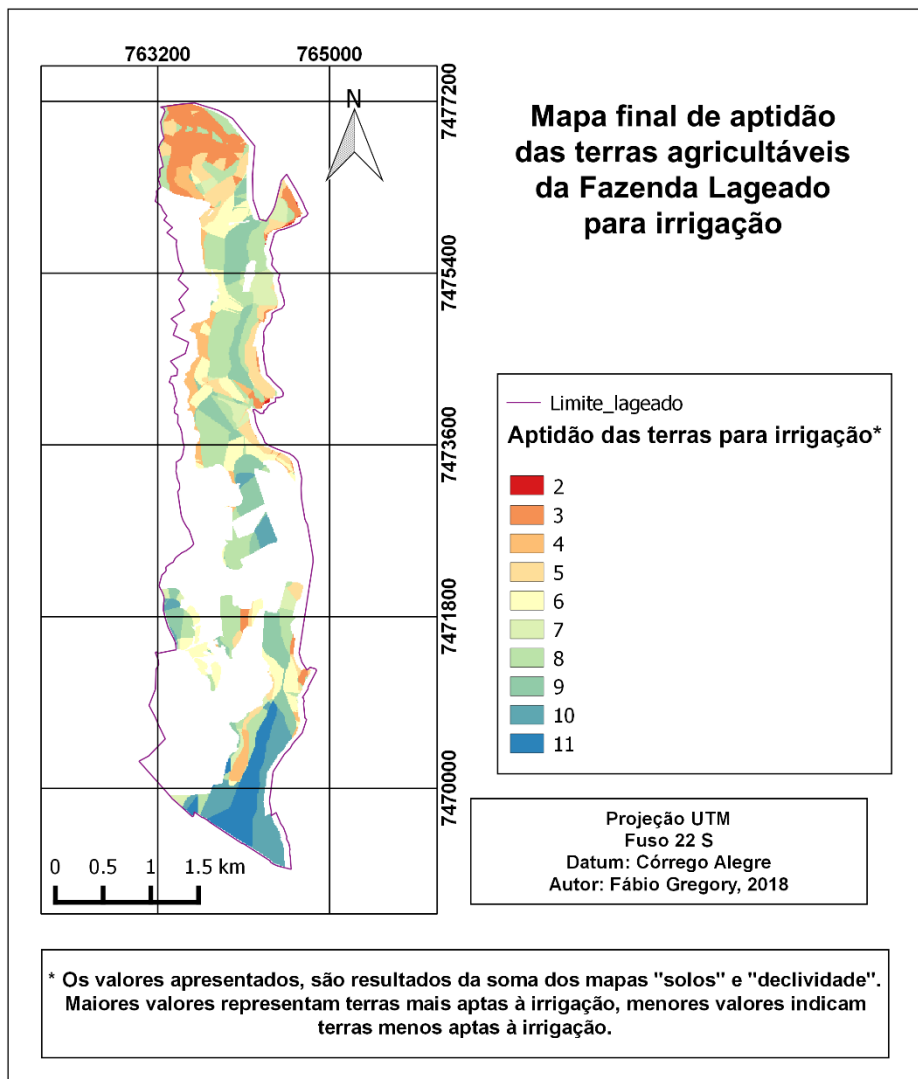 763200
765000
7477200
N
7475400
7473600
7471800
7470000
0 0.5 1 1.5 km
Mapa final de aptidão
das terras agricultáveis
da Fazenda Lageado
para irrigação
Limite_lageado
Aptidão das terras para irrigação*
2
3
4
5
6
7
8
9
10
11
Projeção UTM
Fuso 22 S
Datum: Córrego Alegre
Autor: Fábio Gregory, 2018
* Os valores apresentados, são resultados da soma dos mapas "solos" e "declividade".
Maiores valores representam terras mais aptas à irrigação, menores valores indicam
terras menos aptas à irrigação.